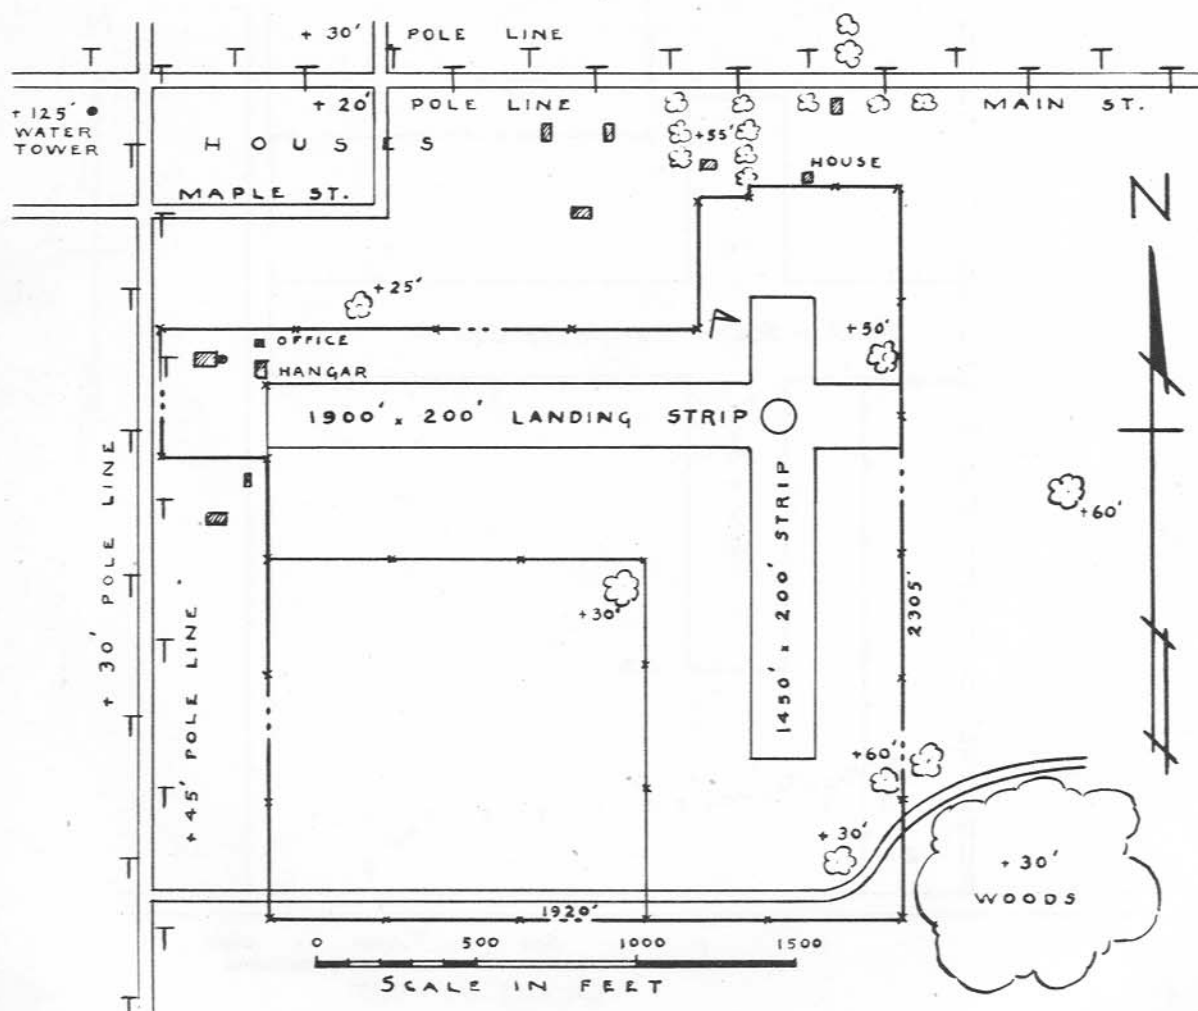 + 30'
POLE LINE
+ 125'
WATER
TOWER
+ 20'
POLE LINE
MAIN ST.
HOUSES
+55'
HOUSE
MAPLE ST.
N
+25'
OFFICE
HANGAR
+50'
1900' x 200' LANDING STRIP
+60'
+ 30' POLE LINE
+ 45' POLE LINE
+30'
1450' x 200' STRIP
2305'
+60'
+ 30'
+ 30'
WOODS
1920'
0 500 1000 1500
SCALE IN FEET